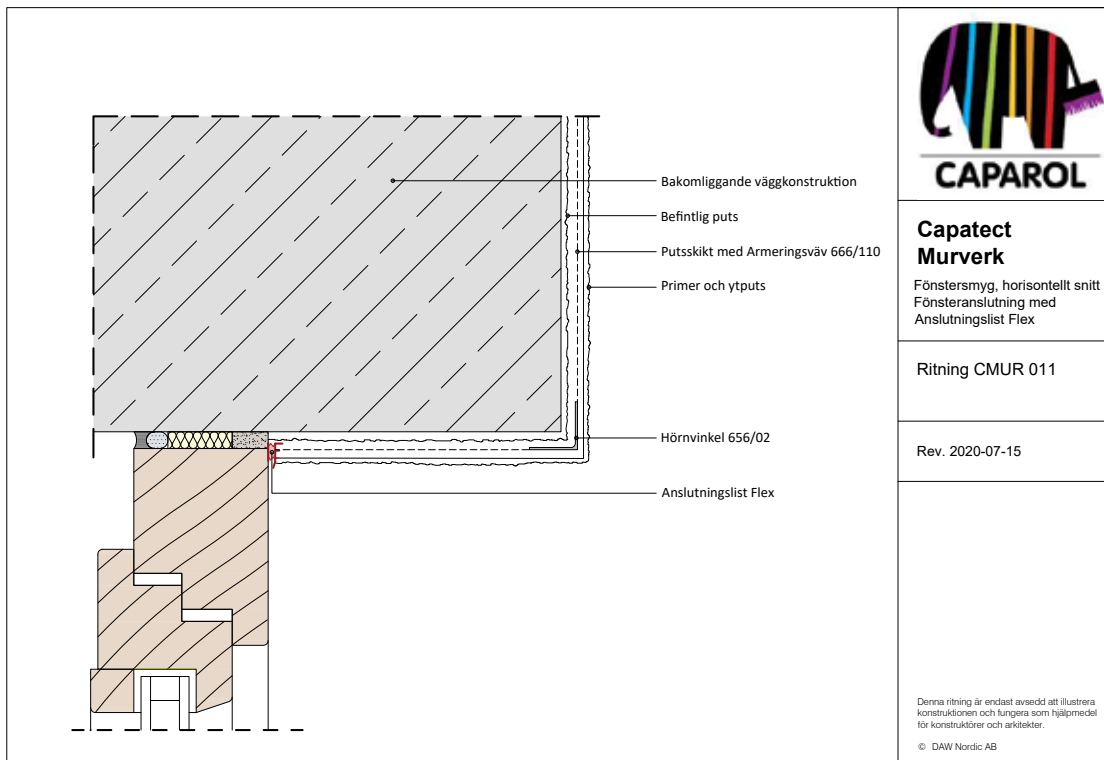 Bakomliggande väggkonstruktion
Befintlig puts
Putsskikt med Armeringsväv 666/110
Primer och ytputs
Hörnvinkel 656/02
Anslutningslist Flex
CAPAROL
Capatect
Murverk
Fönstersmyg, horisontellt snitt
Fönsteranslutning med
Anslutningslist Flex
Ritning CMUR 011
Rev. 2020-07-15
Denna ritning är endast avsedd att illustrera
konstruktionen och fungera som hjälpmedel
för konstruktörer och arkitekter.
© DAW Nordic AB